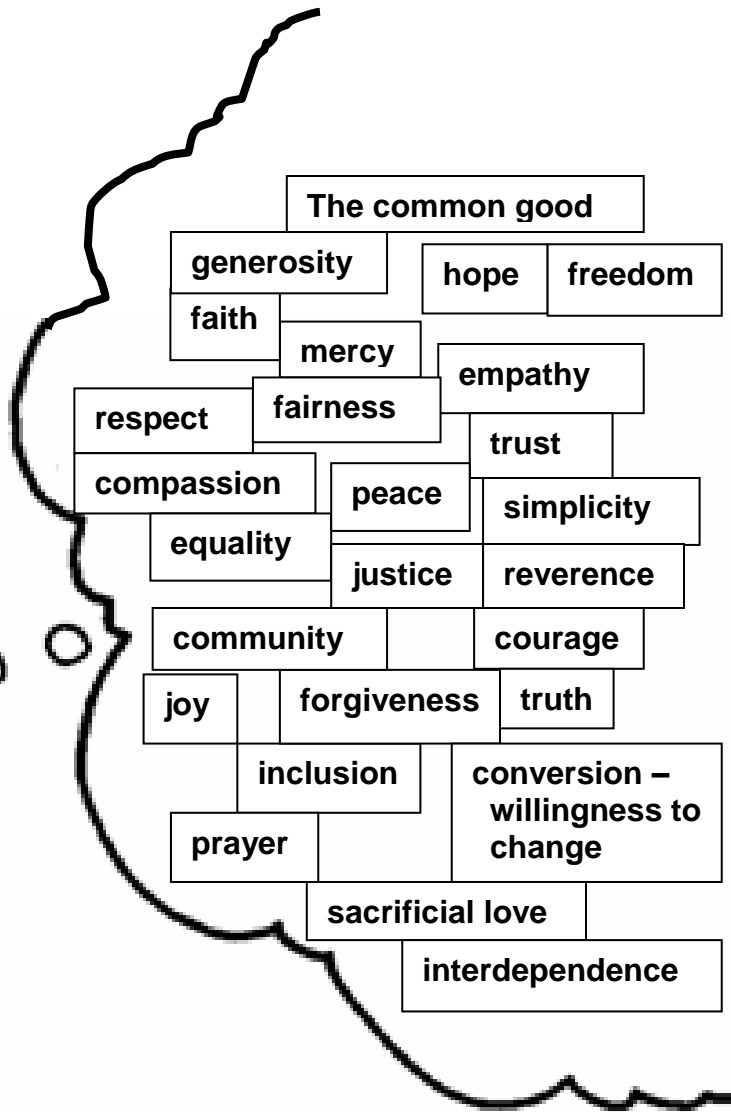 The common good
generosity
hope
freedom
faith
mercy
empathy
respect
fairness
trust
compassion
peace
simplicity
equality
justice
reverence
community
courage
joy
forgiveness
truth
inclusion
conversion –
willingness to
change
prayer
sacrificial love
interdependence